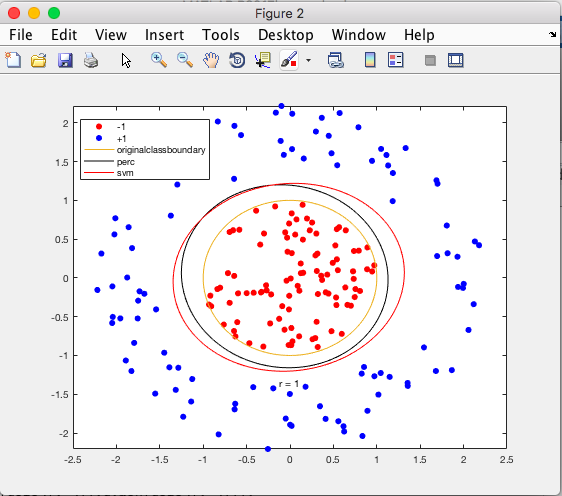 Figure 2
File Edit View Insert Tools Desktop Window Help
-1
+1
originalclassboundary
perc
svm
2
1.5
1
0.5
0
-0.5
-1
-1.5
-2
r = 1
-2.5 -2 -1.5 -1 -0.5 0 0.5 1 1.5 2 2.5